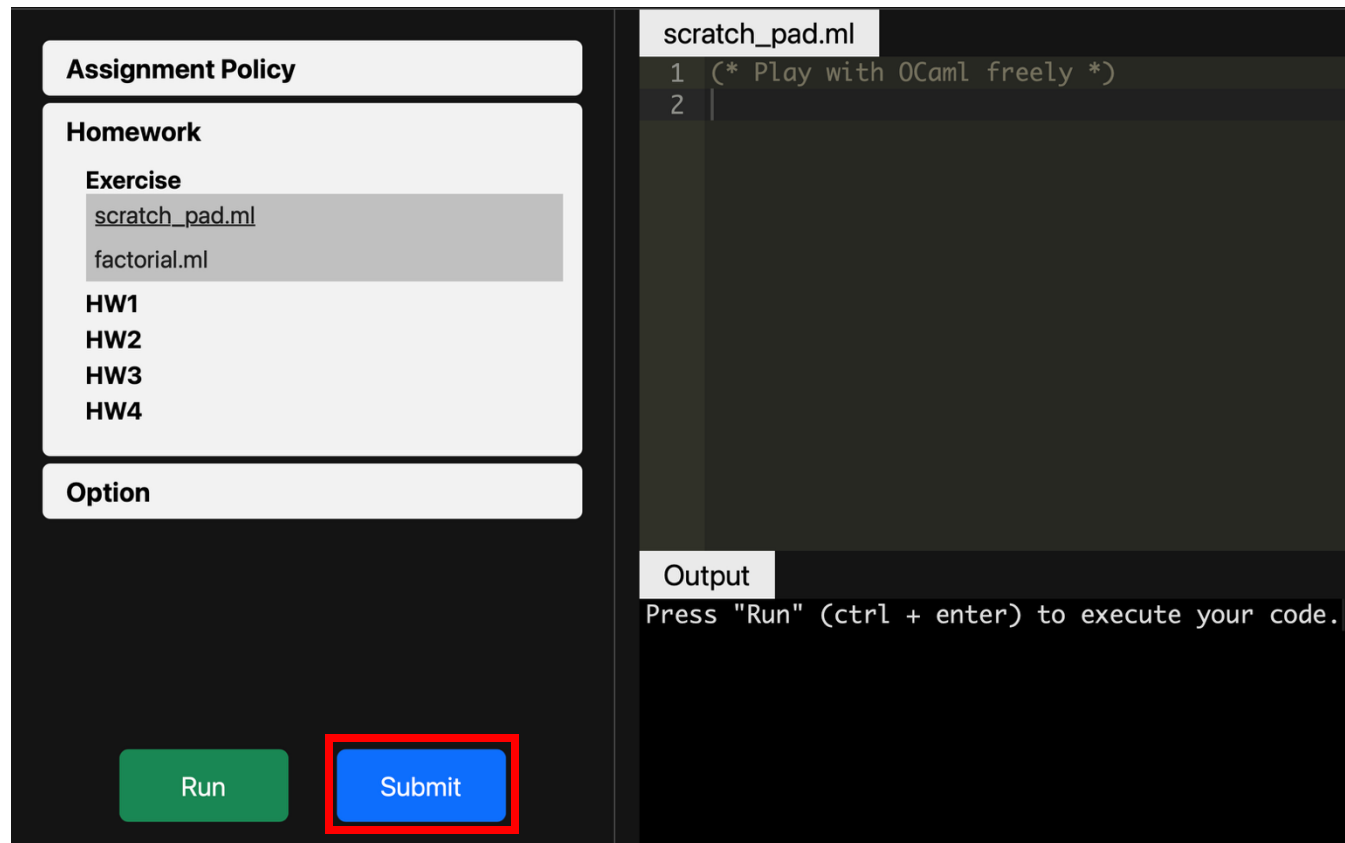 Assignment Policy
Homework
Exercise
scratch_pad.ml
factorial.ml
HW1
HW2
HW3
HW4
Option
Run
Submit
scratch_pad.ml
1 (* Play with OCaml freely *)
2
Output
Press "Run" (ctrl + enter) to execute your code.